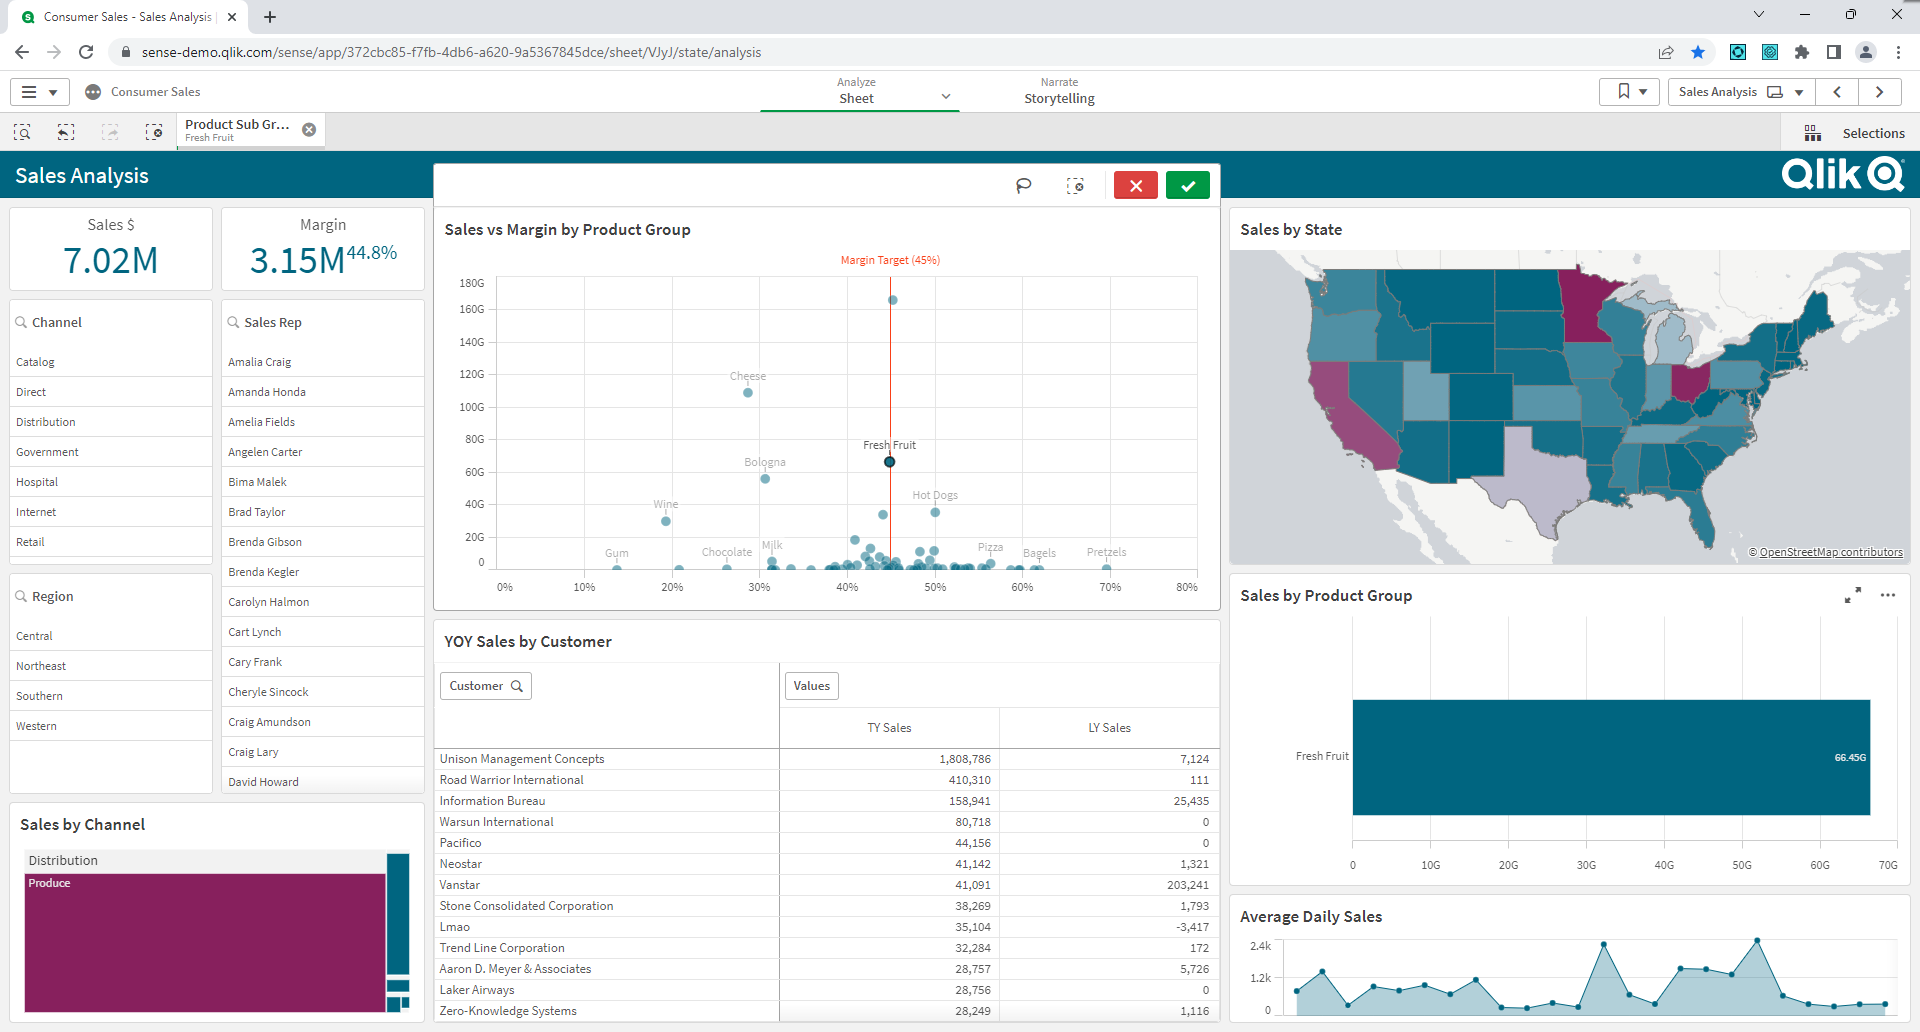 Consumer Sales - Sales Analysis
sense-demo.qlik.com/sense/app/372cbc85-f7fb-4db6-a620-9a5367845dce/sheet/VJyJ/state/analysis
Consumer Sales
Analyze
Sheet
Narrate
Storytelling
Sales Analysis
Product Sub Gr...
Fresh Fruit
Selections
Sales Analysis
Qlik
Sales $
7.02M
Margin
3.15M 44.8%
Channel
Catalog
Direct
Distribution
Government
Hospital
Internet
Retail
Region
Central
Northeast
Southern
Western
Sales Rep
Amalia Craig
Amanda Honda
Amelia Fields
Angelen Carter
Bima Malek
Brad Taylor
Brenda Gibson
Brenda Kegler
Carolyn Halmon
Cart Lynch
Cary Frank
Cheryle Sincock
Craig Amundson
Craig Lary
David Howard
Sales by Channel
Distribution
Produce
Sales vs Margin by Product Group
Margin Target (45%)
180G
160G
140G
120G
100G
80G
60G
40G
20G
0
Cheese
Fresh Fruit
Bologna
Hot Dogs
Wine
Gum
Chocolate
Milk
Pizza
Bagels
Pretzels
0% 10% 20% 30% 40% 50% 60% 70% 80%
YOY Sales by Customer
Customer
Values
TY Sales LY Sales
Unison Management Concepts 1,808,786 7,124
Road Warrior International 410,310 111
Information Bureau 158,941 25,435
Warsun International 80,718 0
Pacifico 44,156 0
Neostar 41,142 1,321
Vanstar 41,091 203,241
Stone Consolidated Corporation 38,269 1,793
Lmao 35,104 -3,417
Trend Line Corporation 32,284 172
Aaron D. Meyer & Associates 28,757 5,726
Laker Airways 28,756 0
Zero-Knowledge Systems 28,249 1,116
Sales by State
© OpenStreetMap contributors
Sales by Product Group
Fresh Fruit
66.45G
0 10G 20G 30G 40G 50G 60G 70G
Average Daily Sales
2.4k
1.2k
0